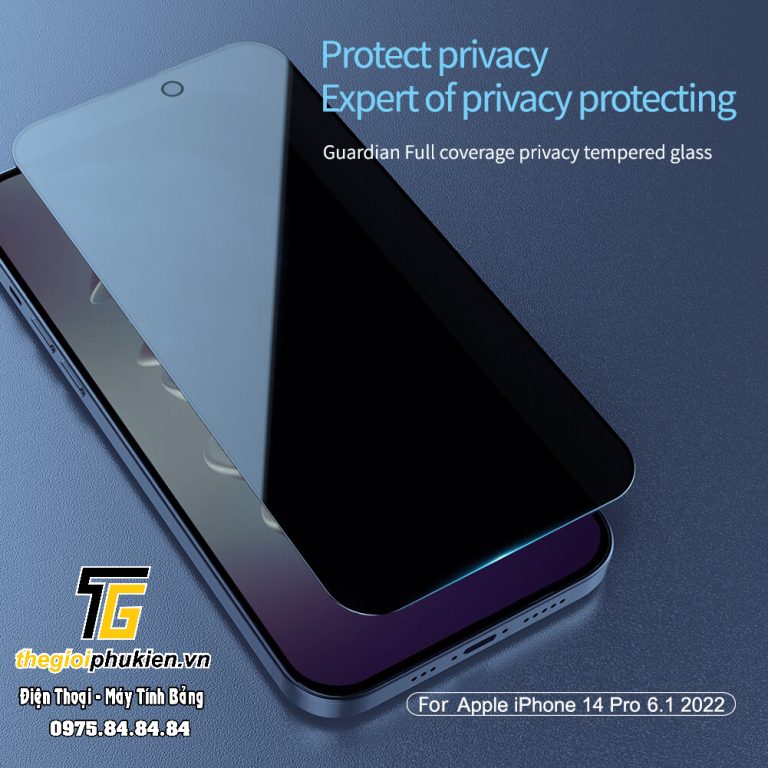 Protect privacy
Expert of privacy protecting
Guardian Full coverage privacy tempered glass
TG
thegioiphukien.vn
Điện Thoại - Máy Tính Bảng
0975.84.84.84
For Apple iPhone 14 Pro 6.1 2022